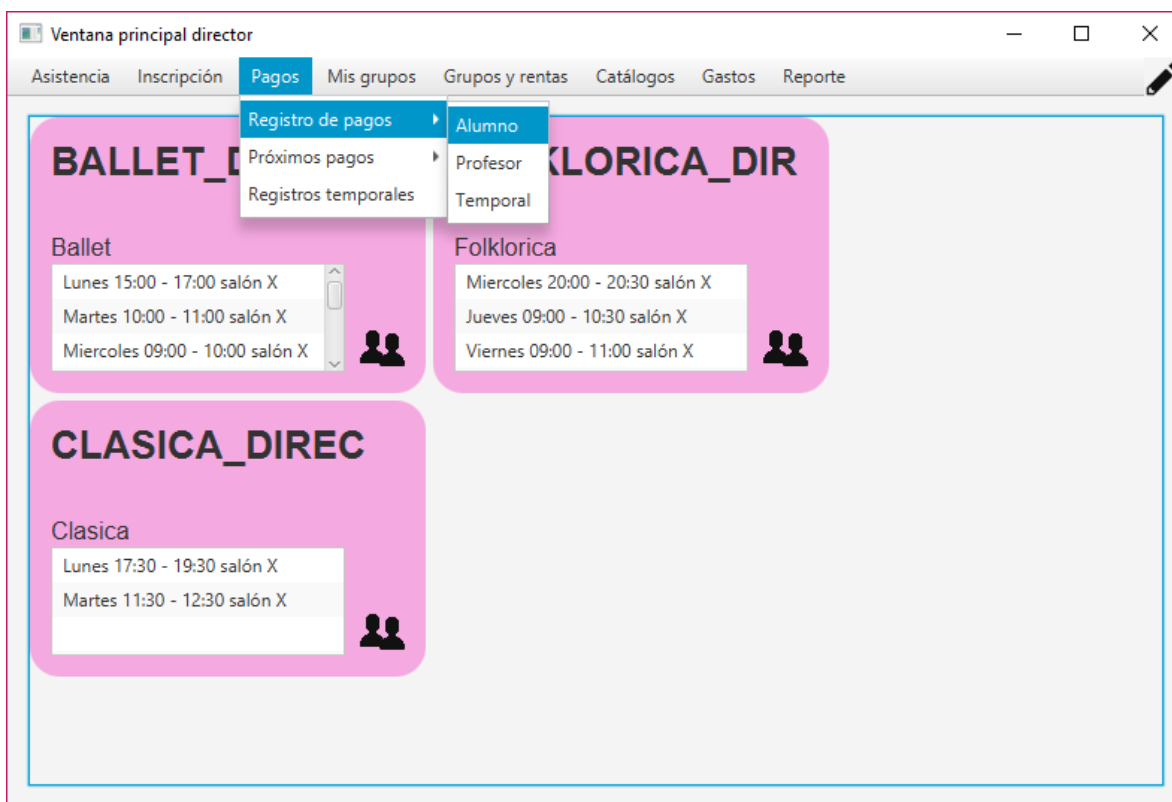 Ventana principal director
Asistencia Inscripción Pagos Mis grupos Grupos y rentas Catálogos Gastos Reporte
Registro de pagos
Próximos pagos
Registros temporales
Alumno
Profesor
Temporal
BALLET_D
Ballet
Lunes 15:00 - 17:00 salón X
Martes 10:00 - 11:00 salón X
Miercoles 09:00 - 10:00 salón X
KLORICA_DIR
Folklorica
Miercoles 20:00 - 20:30 salón X
Jueves 09:00 - 10:30 salón X
Viernes 09:00 - 11:00 salón X
CLASICA_DIREC
Clasica
Lunes 17:30 - 19:30 salón X
Martes 11:30 - 12:30 salón X